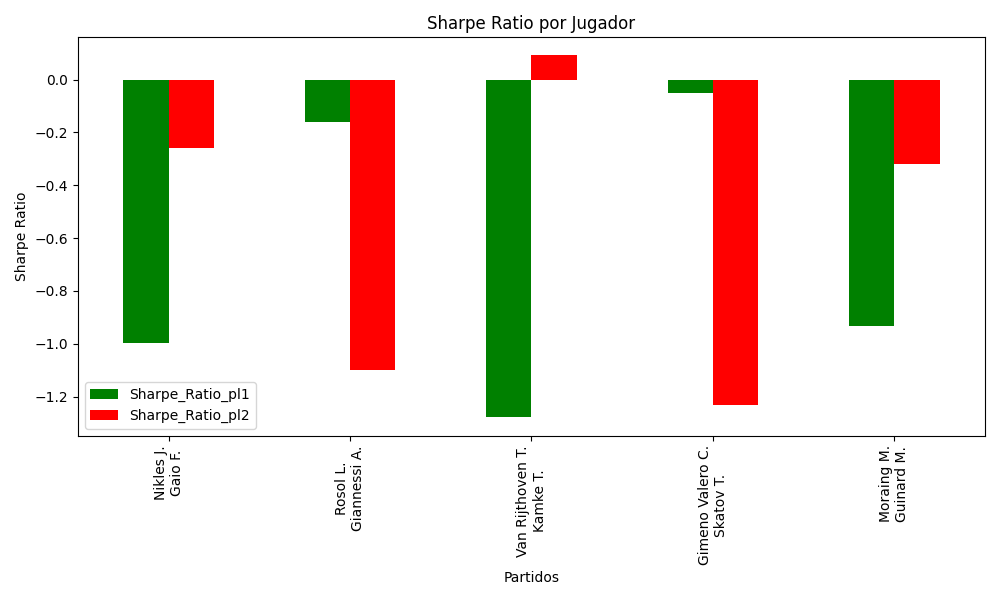 Sharpe Ratio por Jugador
Sharpe Ratio
0.0
−0.2
−0.4
−0.6
−0.8
−1.0
−1.2
Sharpe_Ratio_pl1
Sharpe_Ratio_pl2
Nikles J.
Gaio F.
Rosol L.
Giannessi A.
Van Rijthoven T.
Kamke T.
Gimeno Valero C.
Skatov T.
Moraing M.
Guinard M.
Partidos